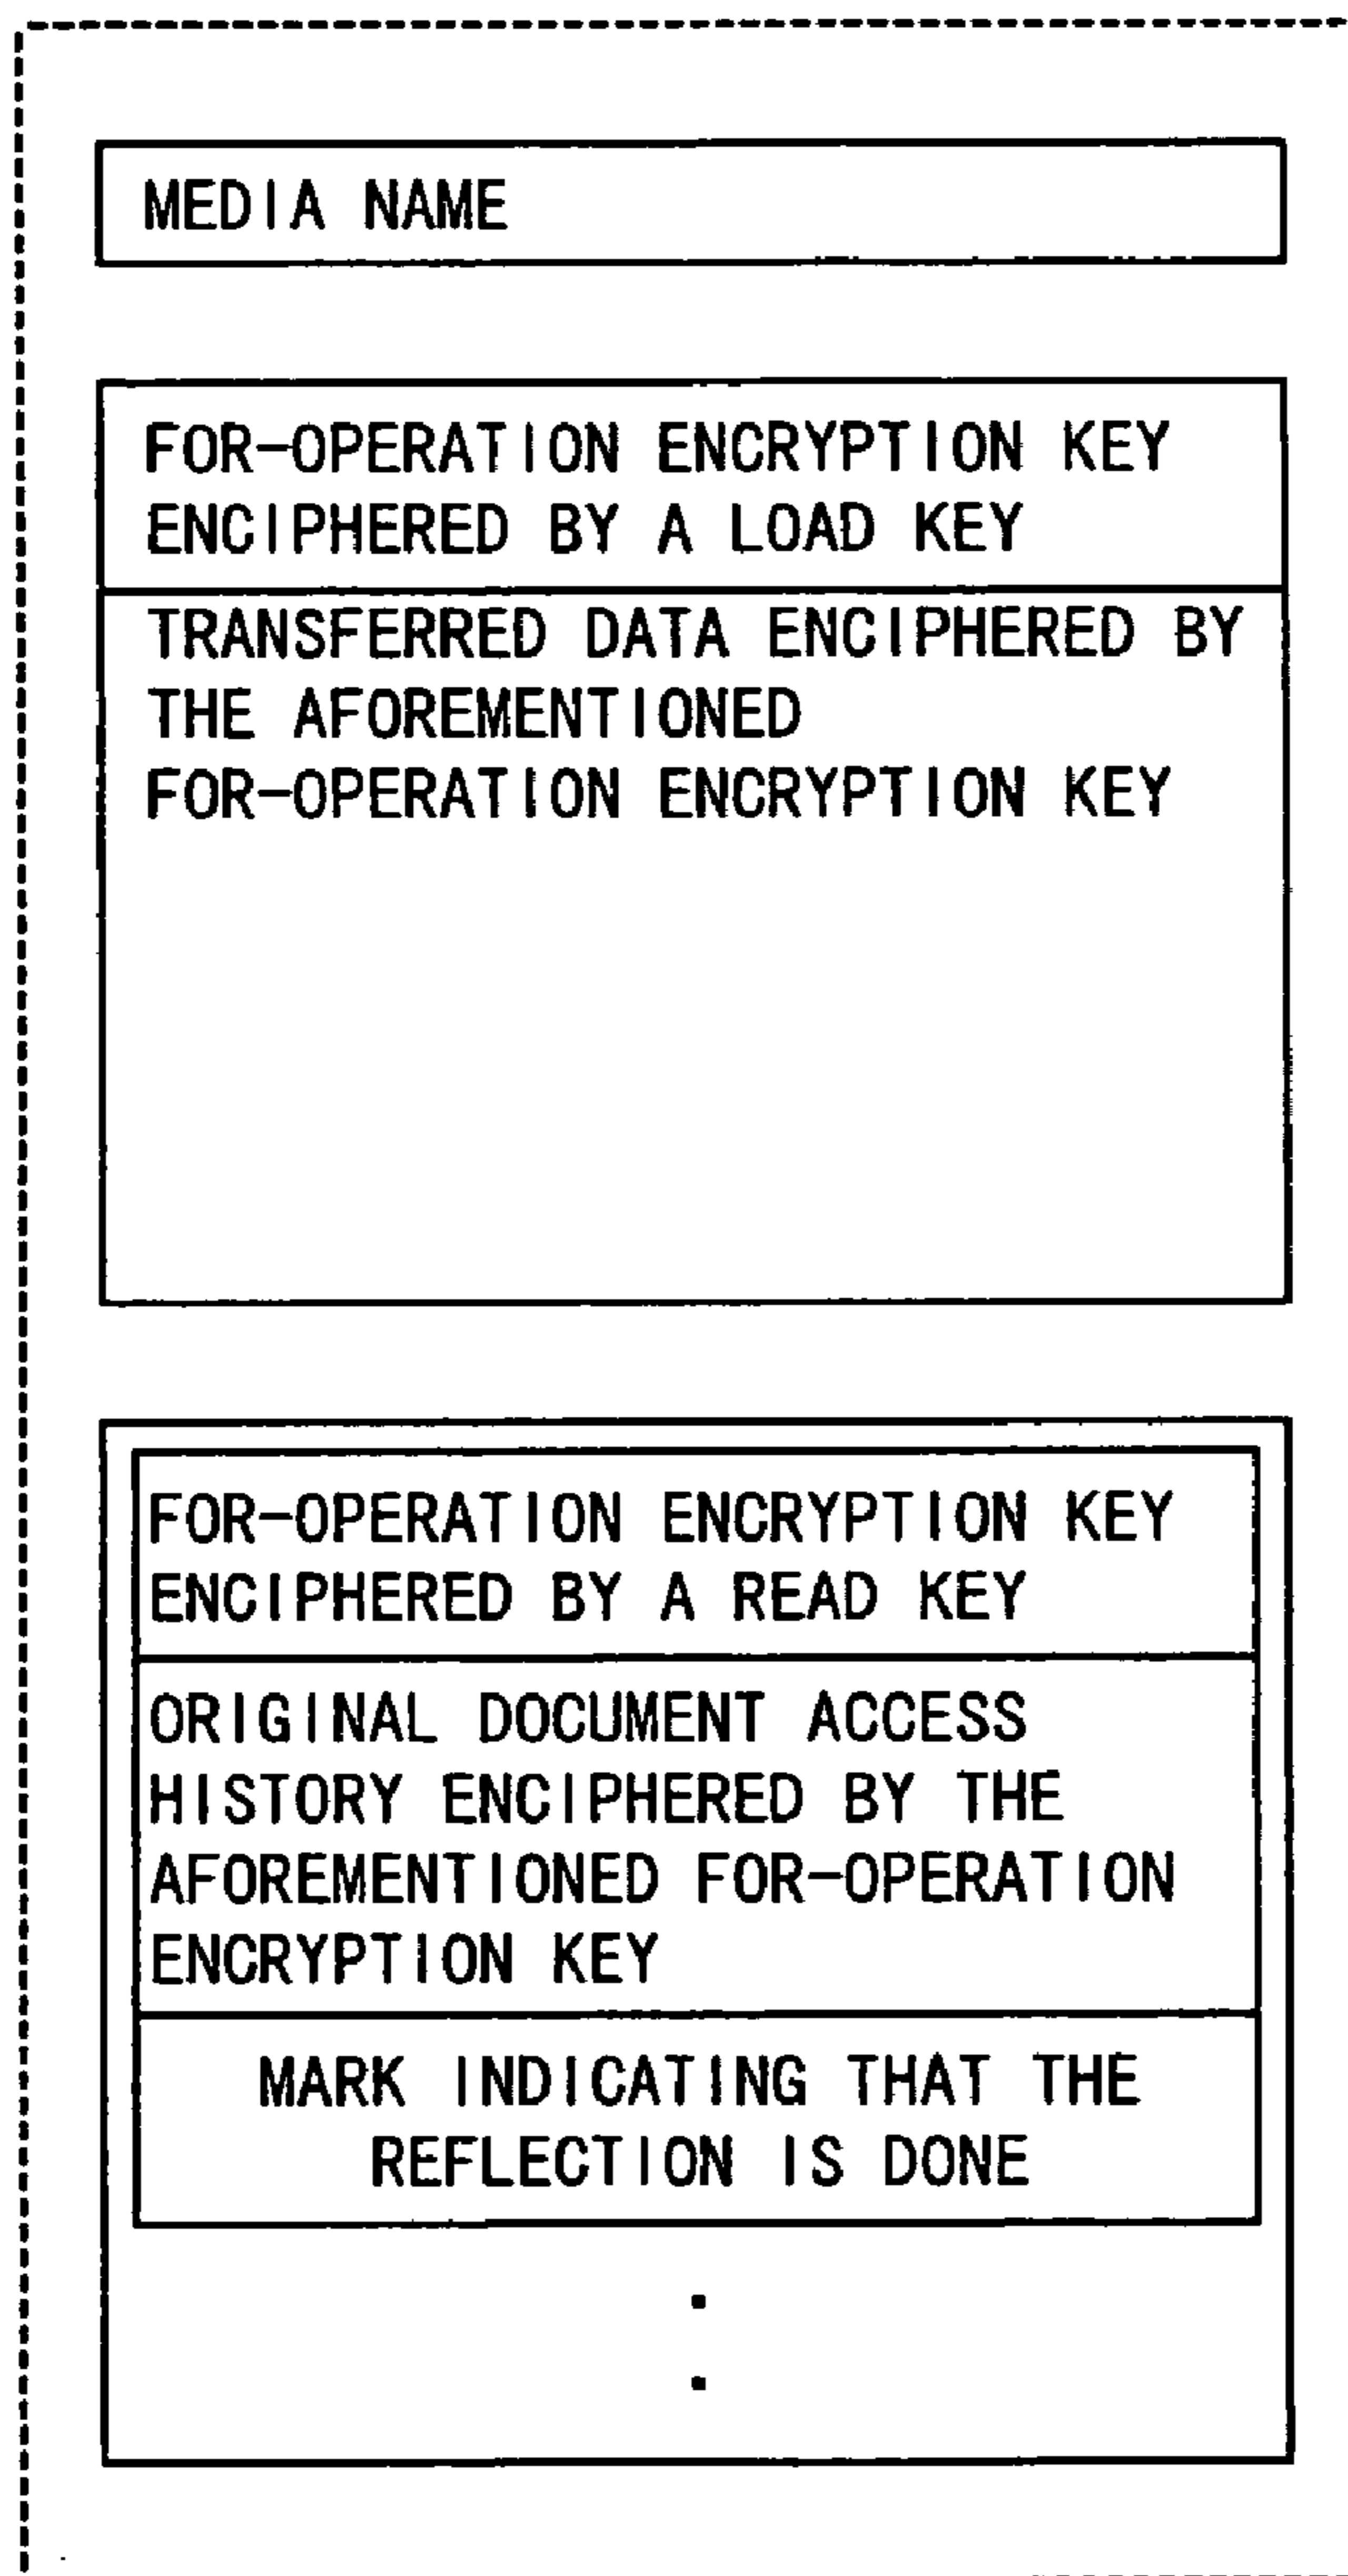 MEDIA NAME
FOR-OPERATION ENCRYPTION KEY
ENCIPHERED BY A LOAD KEY
TRANSFERRED DATA ENCIPHERED BY
THE AFOREMENTIONED
FOR-OPERATION ENCRYPTION KEY
FOR-OPERATION ENCRYPTION KEY
ENCIPHERED BY A READ KEY
ORIGINAL DOCUMENT ACCESS
HISTORY ENCIPHERED BY THE
AFOREMENTIONED FOR-OPERATION
ENCRYPTION KEY
MARK INDICATING THAT THE
REFLECTION IS DONE